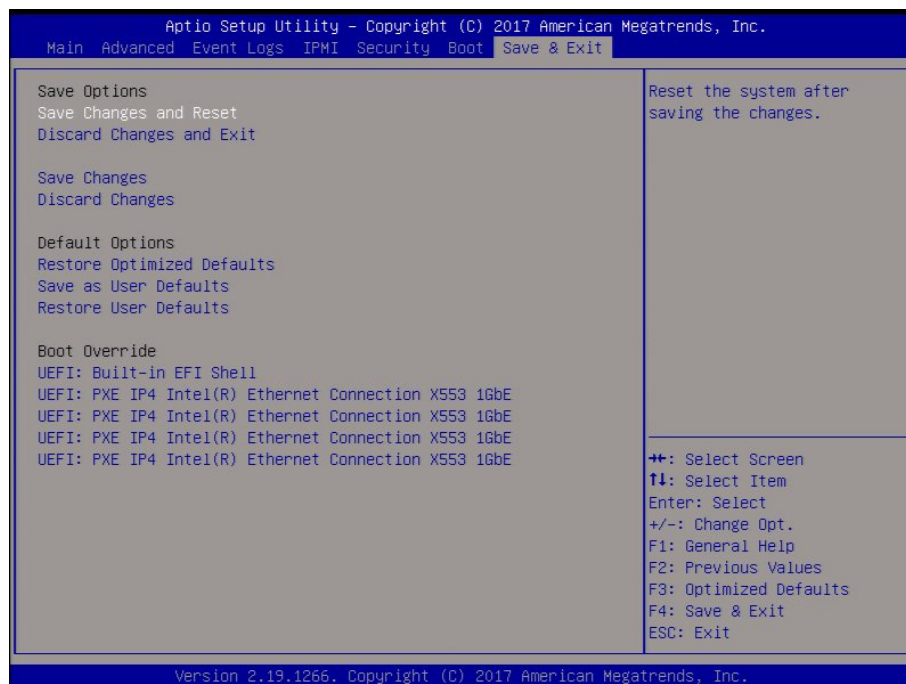 Aptio Setup Utility – Copyright (C) 2017 American Megatrends, Inc.
Main Advanced Event Logs IPMI Security Boot Save & Exit
Save Options
Save Changes and Reset
Discard Changes and Exit
Save Changes
Discard Changes
Default Options
Restore Optimized Defaults
Save as User Defaults
Restore User Defaults
Boot Override
UEFI: Built-in EFI Shell
UEFI: PXE IP4 Intel(R) Ethernet Connection X553 1GbE
UEFI: PXE IP4 Intel(R) Ethernet Connection X553 1GbE
UEFI: PXE IP4 Intel(R) Ethernet Connection X553 1GbE
UEFI: PXE IP4 Intel(R) Ethernet Connection X553 1GbE
Reset the system after
saving the changes.
→←: Select Screen
↑↓: Select Item
Enter: Select
+/-: Change Opt.
F1: General Help
F2: Previous Values
F3: Optimized Defaults
F4: Save & Exit
ESC: Exit
Version 2.19.1266. Copyright (C) 2017 American Megatrends, Inc.